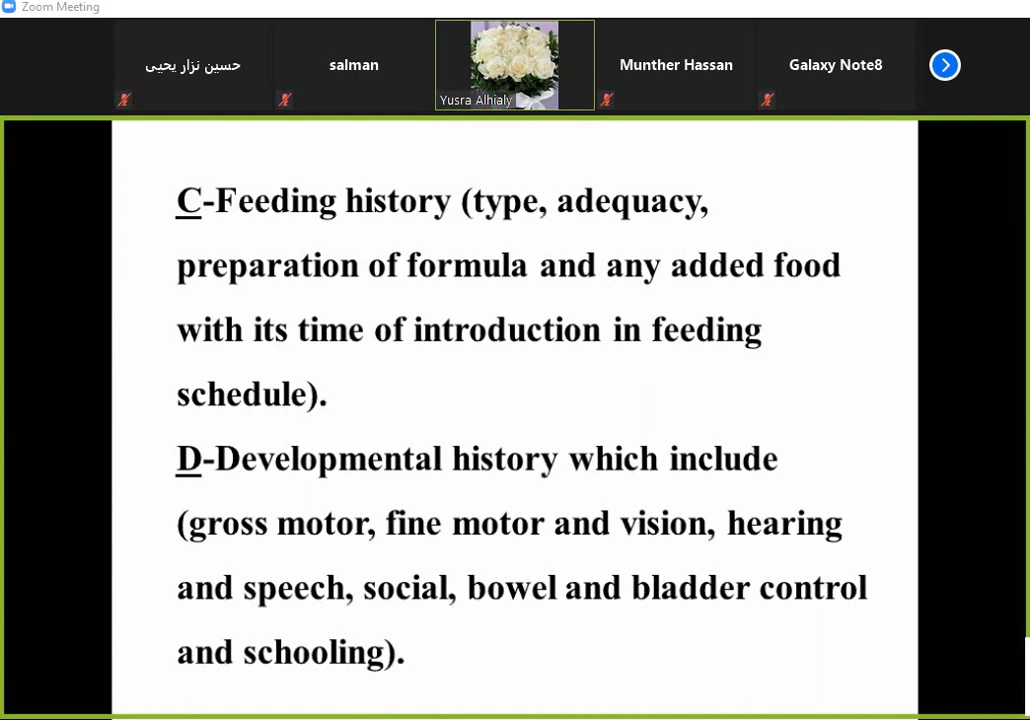 Zoom Meeting
حسین نزار یحیی
salman
Yusra Alhialy
Munther Hassan
Galaxy Note8
C-Feeding history (type, adequacy,
preparation of formula and any added food
with its time of introduction in feeding
schedule).
D-Developmental history which include
(gross motor, fine motor and vision, hearing
and speech, social, bowel and bladder control
and schooling).